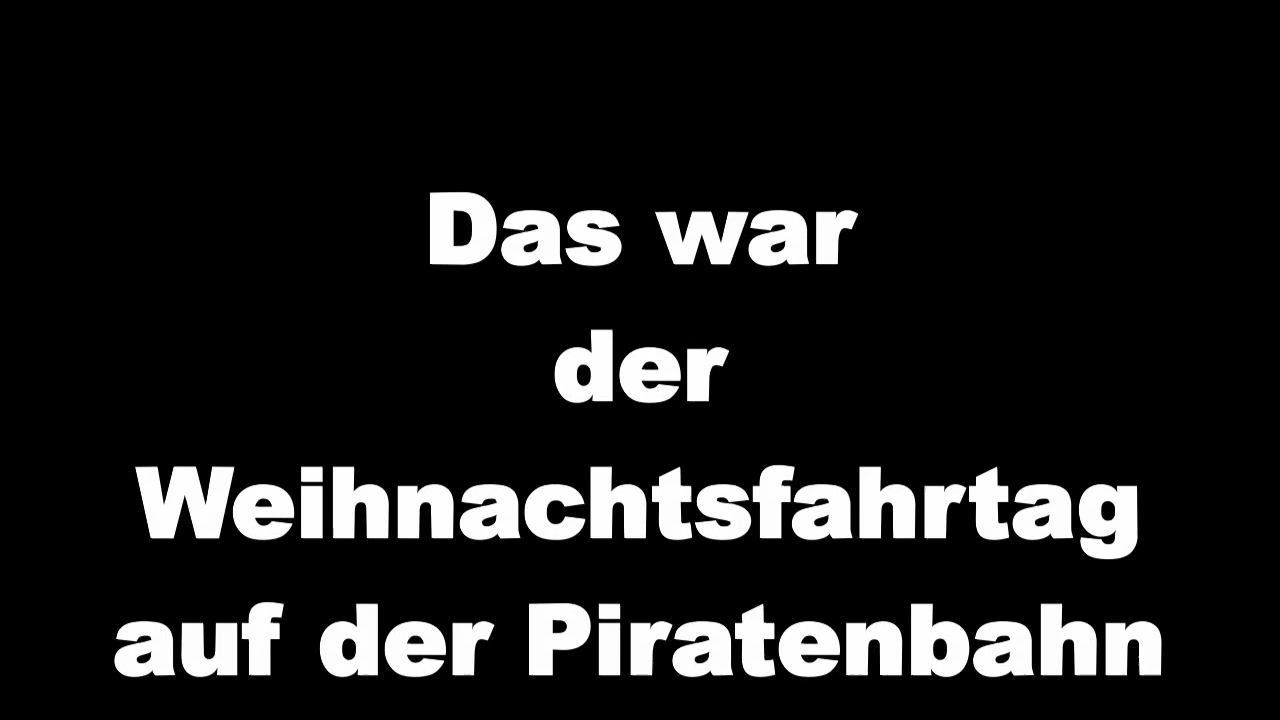 Das war
der
Weihnachtsfahrtag
auf der Piratenbahn